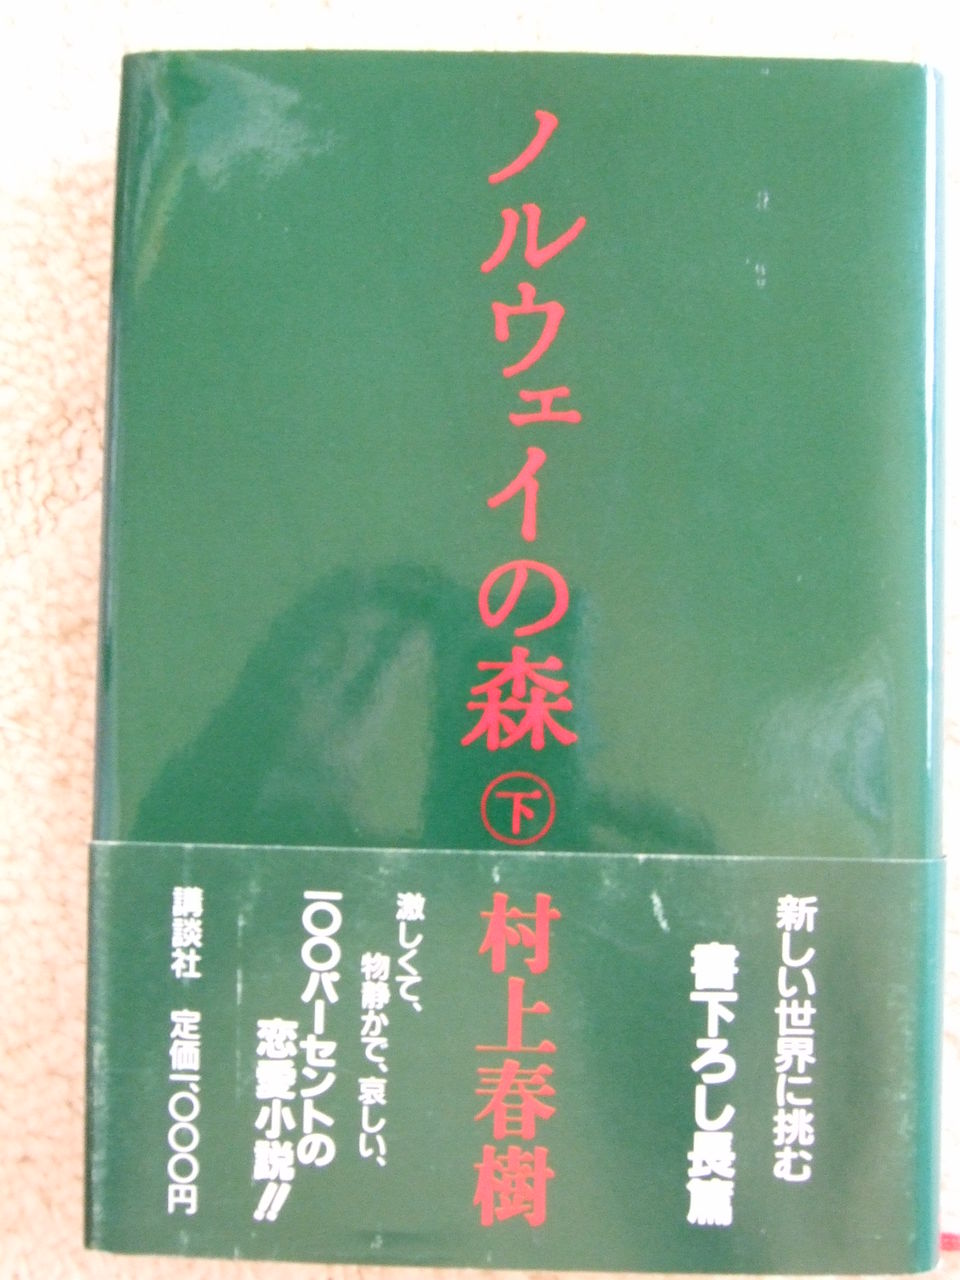 ノルウェイの森 下
村上春樹
新しい世界に挑む
書下ろし長篇
激しくて、
物静かで、哀しい、
一〇〇パーセントの
恋愛小説!!
講談社 定価一、〇〇〇円